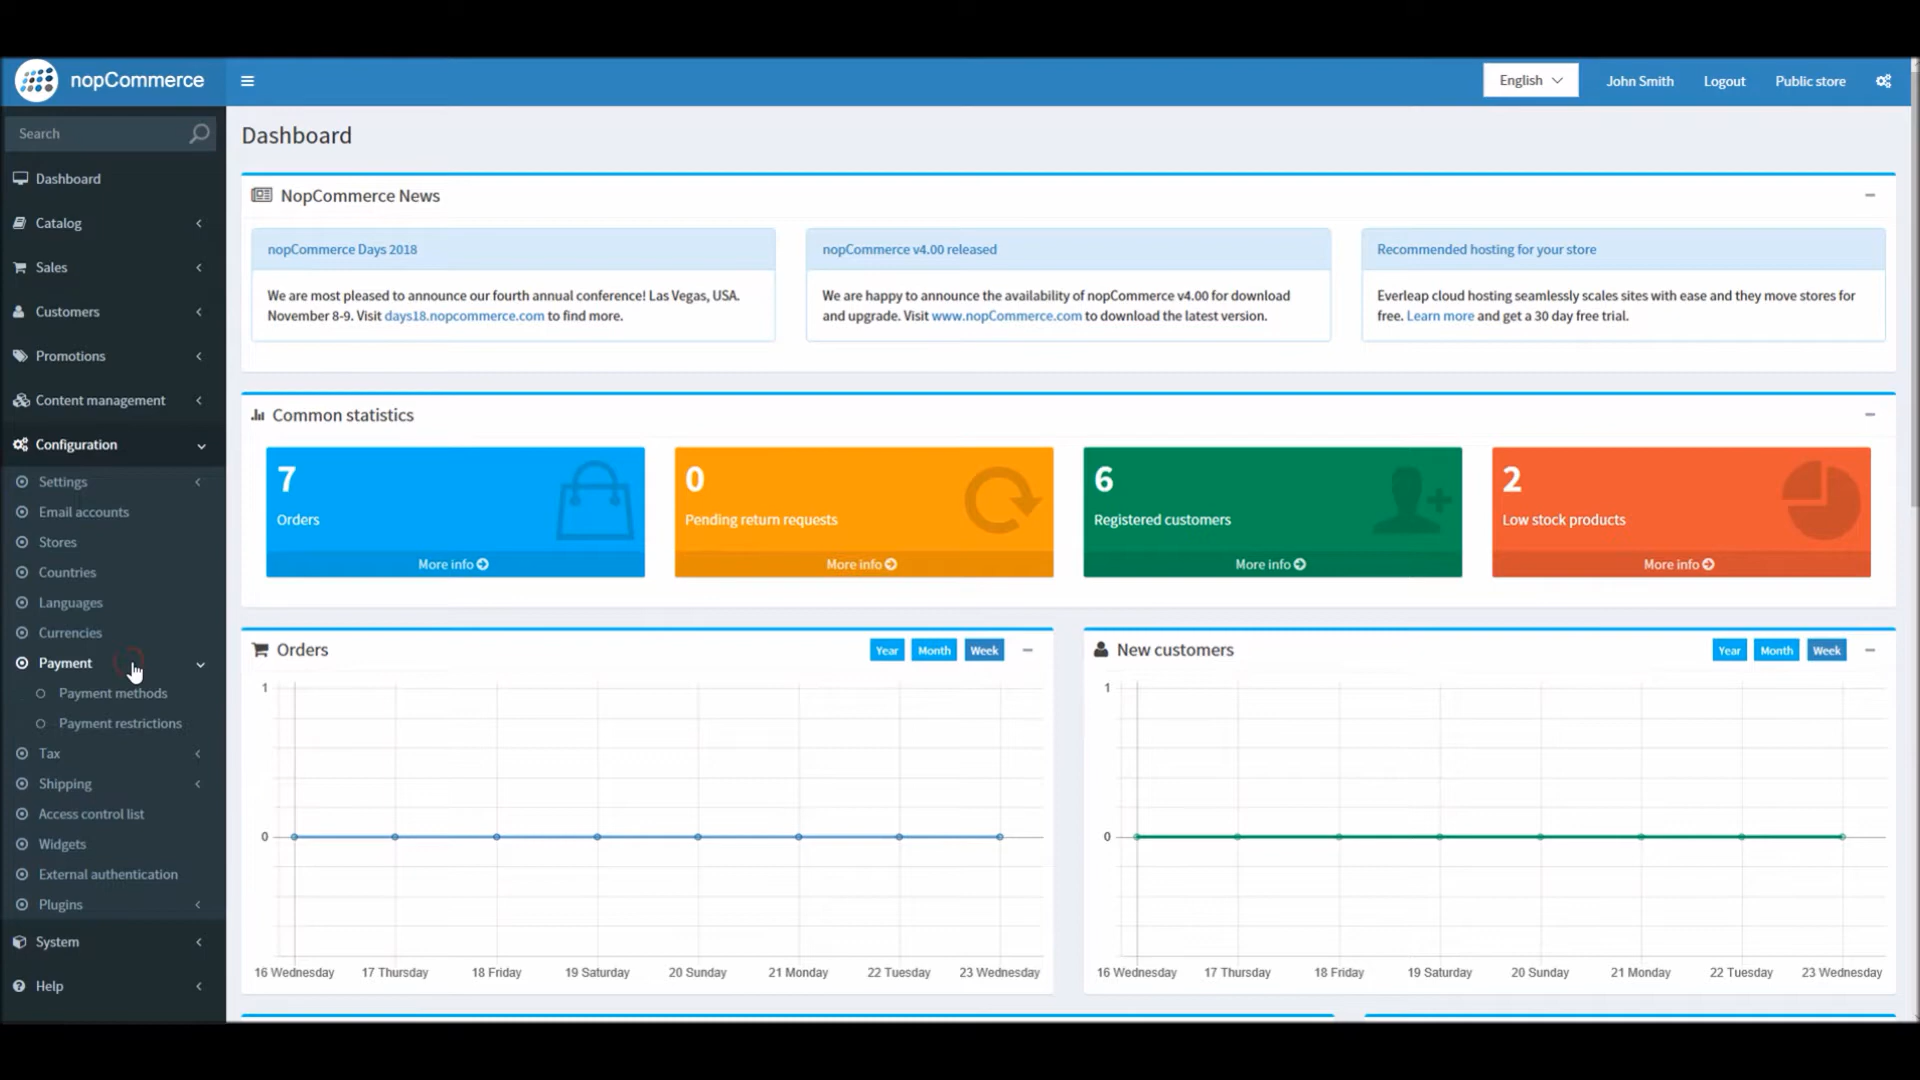 nopCommerce
English
John Smith
Logout
Public store
Search
Dashboard
Catalog
Sales
Customers
Promotions
Content management
Configuration
Settings
Email accounts
Stores
Countries
Languages
Currencies
Payment
Payment methods
Payment restrictions
Tax
Shipping
Access control list
Widgets
External authentication
Plugins
System
Help
Dashboard
NopCommerce News
nopCommerce Days 2018
We are most pleased to announce our fourth annual conference! Las Vegas, USA.
November 8-9. Visit days18.nopcommerce.com to find more.
nopCommerce v4.00 released
We are happy to announce the availability of nopCommerce v4.00 for download
and upgrade. Visit www.nopCommerce.com to download the latest version.
Recommended hosting for your store
Everleap cloud hosting seamlessly scales sites with ease and they move stores for
free. Learn more and get a 30 day free trial.
Common statistics
7
Orders
More info
0
Pending return requests
More info
6
Registered customers
More info
2
Low stock products
More info
Orders
Year
Month
Week
1
0
16 Wednesday
17 Thursday
18 Friday
19 Saturday
20 Sunday
21 Monday
22 Tuesday
23 Wednesday
New customers
Year
Month
Week
1
0
16 Wednesday
17 Thursday
18 Friday
19 Saturday
20 Sunday
21 Monday
22 Tuesday
23 Wednesday